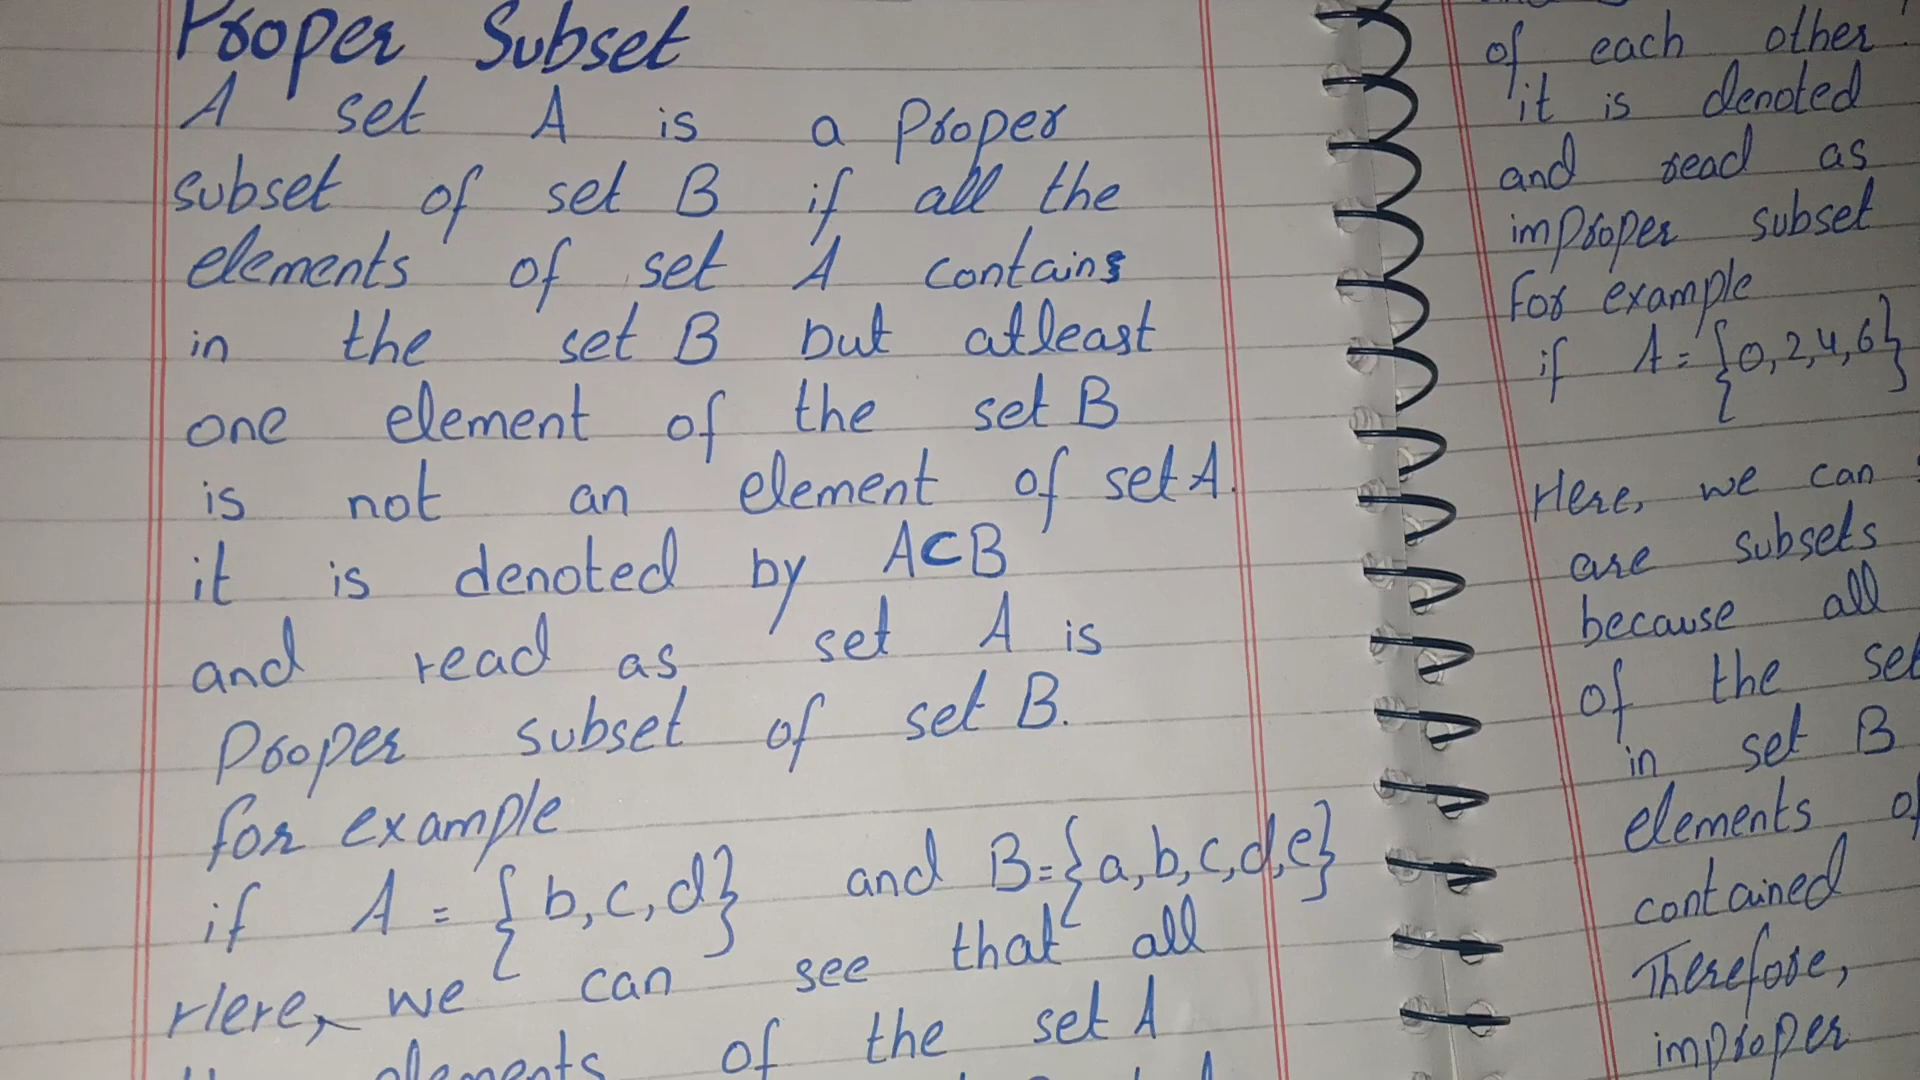 Proper Subset
A set A is a Proper
subset of set B if all the
elements of set A contains
in the set B but atleast
one element of the set B
is not an element of set A.
it is denoted by A⊂B
and read as set A is
Proper subset of set B.
for example
if A = {b, c, d} and B = {a, b, c, d, e}
Here, we can see that all
elements of the set A
of each other
it is denoted
and read as
improper subset
For example
if A = {0, 2, 4, 6}
Here, we can
are subsets
because all
of the set
in set B
elements of
contained
Therefore,
improper